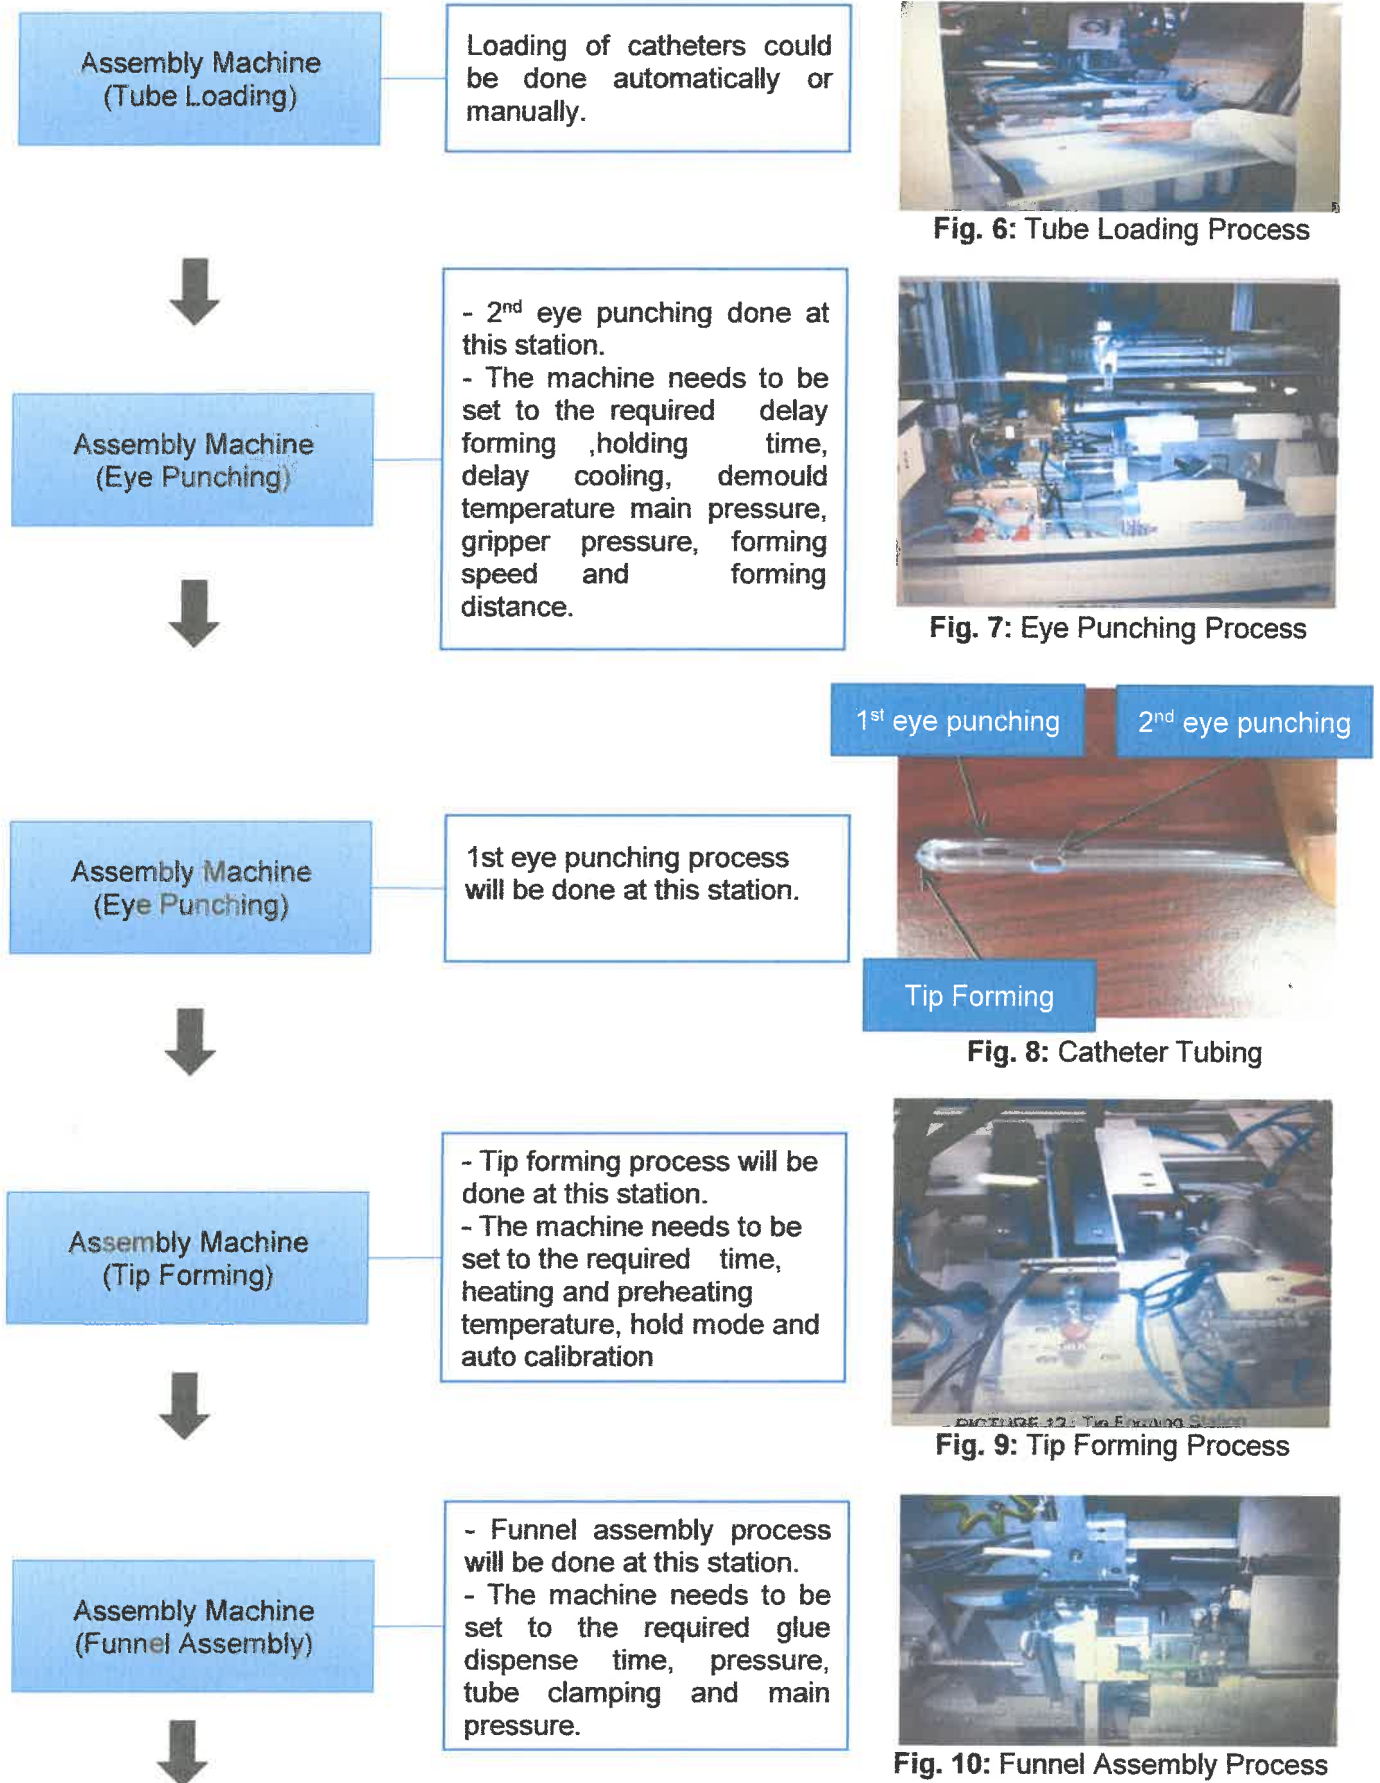 Assembly Machine
(Tube Loading)
Loading of catheters could
be done automatically or
manually.
Fig. 6: Tube Loading Process
- 2nd eye punching done at
this station.
- The machine needs to be
set to the required delay
forming ,holding time,
delay cooling, demould
temperature main pressure,
gripper pressure, forming
speed and forming
distance.
Assembly Machine
(Eye Punching)
Fig. 7: Eye Punching Process
1st eye punching
2nd eye punching
Assembly Machine
(Eye Punching)
1st eye punching process
will be done at this station.
Tip Forming
Fig. 8: Catheter Tubing
- Tip forming process will be
done at this station.
- The machine needs to be
set to the required time,
heating and preheating
temperature, hold mode and
auto calibration
Assembly Machine
(Tip Forming)
PICTURE 12 : Tip Forming Station
Fig. 9: Tip Forming Process
- Funnel assembly process
will be done at this station.
- The machine needs to be
set to the required glue
dispense time, pressure,
tube clamping and main
pressure.
Assembly Machine
(Funnel Assembly)
Fig. 10: Funnel Assembly Process